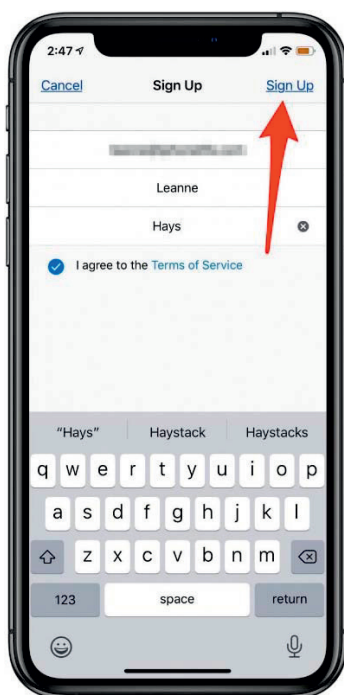 2:47
Cancel Sign Up Sign Up
Leanne
Hays
I agree to the Terms of Service
"Hays" Haystack Haystacks
q w e r t y u i o p
a s d f g h j k l
z x c v b n m
123 space return